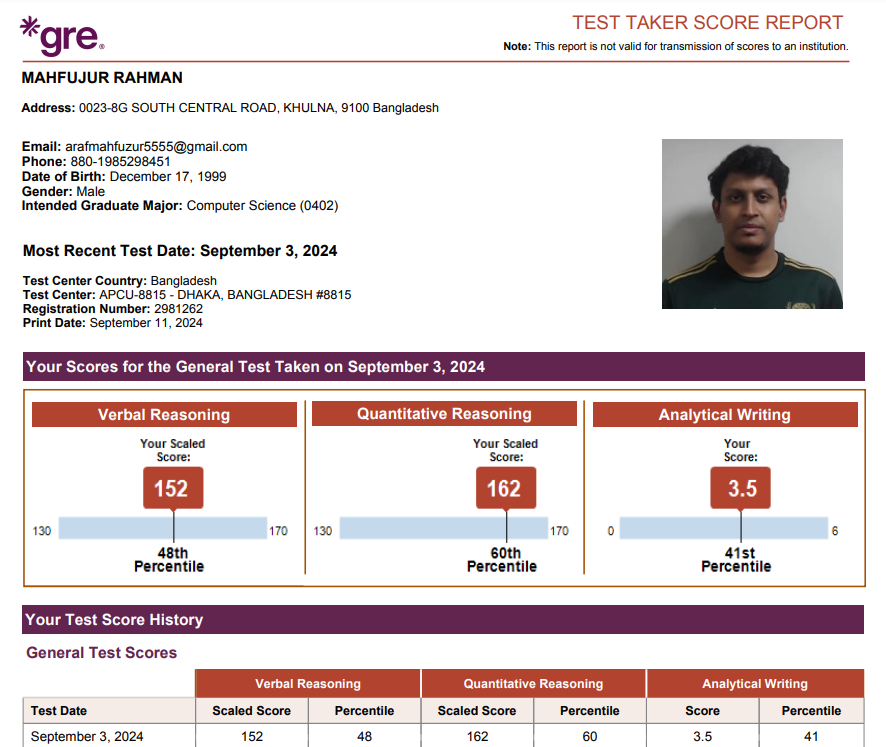 gre®
TEST TAKER SCORE REPORT
Note: This report is not valid for transmission of scores to an institution.
MAHFUJUR RAHMAN
Address: 0023-8G SOUTH CENTRAL ROAD, KHULNA, 9100 Bangladesh
Email: arafmahfuzur5555@gmail.com
Phone: 880-1985298451
Date of Birth: December 17, 1999
Gender: Male
Intended Graduate Major: Computer Science (0402)
Most Recent Test Date: September 3, 2024
Test Center Country: Bangladesh
Test Center: APCU-8815 - DHAKA, BANGLADESH #8815
Registration Number: 2981262
Print Date: September 11, 2024
Your Scores for the General Test Taken on September 3, 2024
Verbal Reasoning
Your Scaled
Score:
152
130 170
48th
Percentile
Quantitative Reasoning
Your Scaled
Score:
162
130 170
60th
Percentile
Analytical Writing
Your
Score:
3.5
0 6
41st
Percentile
Your Test Score History
General Test Scores
Verbal Reasoning Quantitative Reasoning Analytical Writing
Test Date Scaled Score Percentile Scaled Score Percentile Score Percentile
September 3, 2024 152 48 162 60 3.5 41